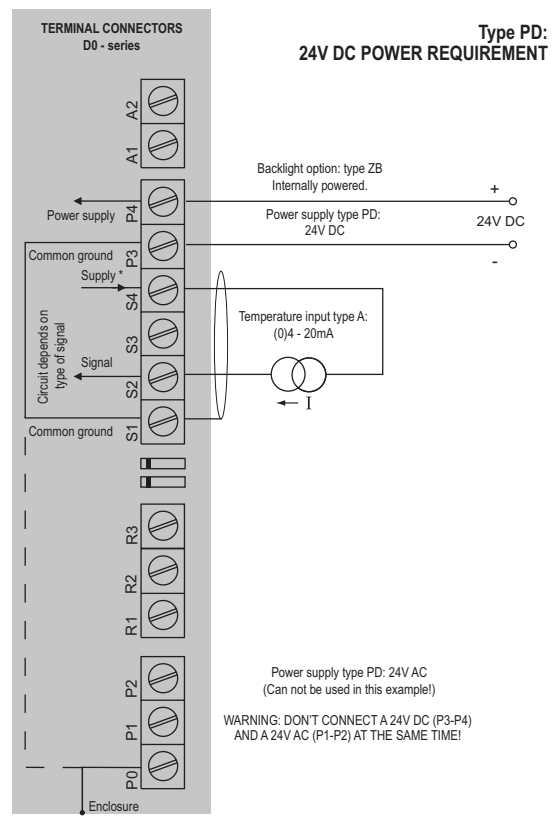 TERMINAL CONNECTORS
D0 - series
Type PD:
24V DC POWER REQUIREMENT
A2
A1
Backlight option: type ZB
Internally powered.
+
Power supply
P4
Power supply type PD:
24V DC
24V DC
-
Common ground
P3
Supply *
S4
Temperature input type A:
(0)4 - 20mA
S3
Circuit depends on
type of signal
Signal
S2
I
Common ground
S1
R3
R2
R1
P2
Power supply type PD: 24V AC
(Can not be used in this example!)
P1
WARNING: DON'T CONNECT A 24V DC (P3-P4)
AND A 24V AC (P1-P2) AT THE SAME TIME!
P0
Enclosure